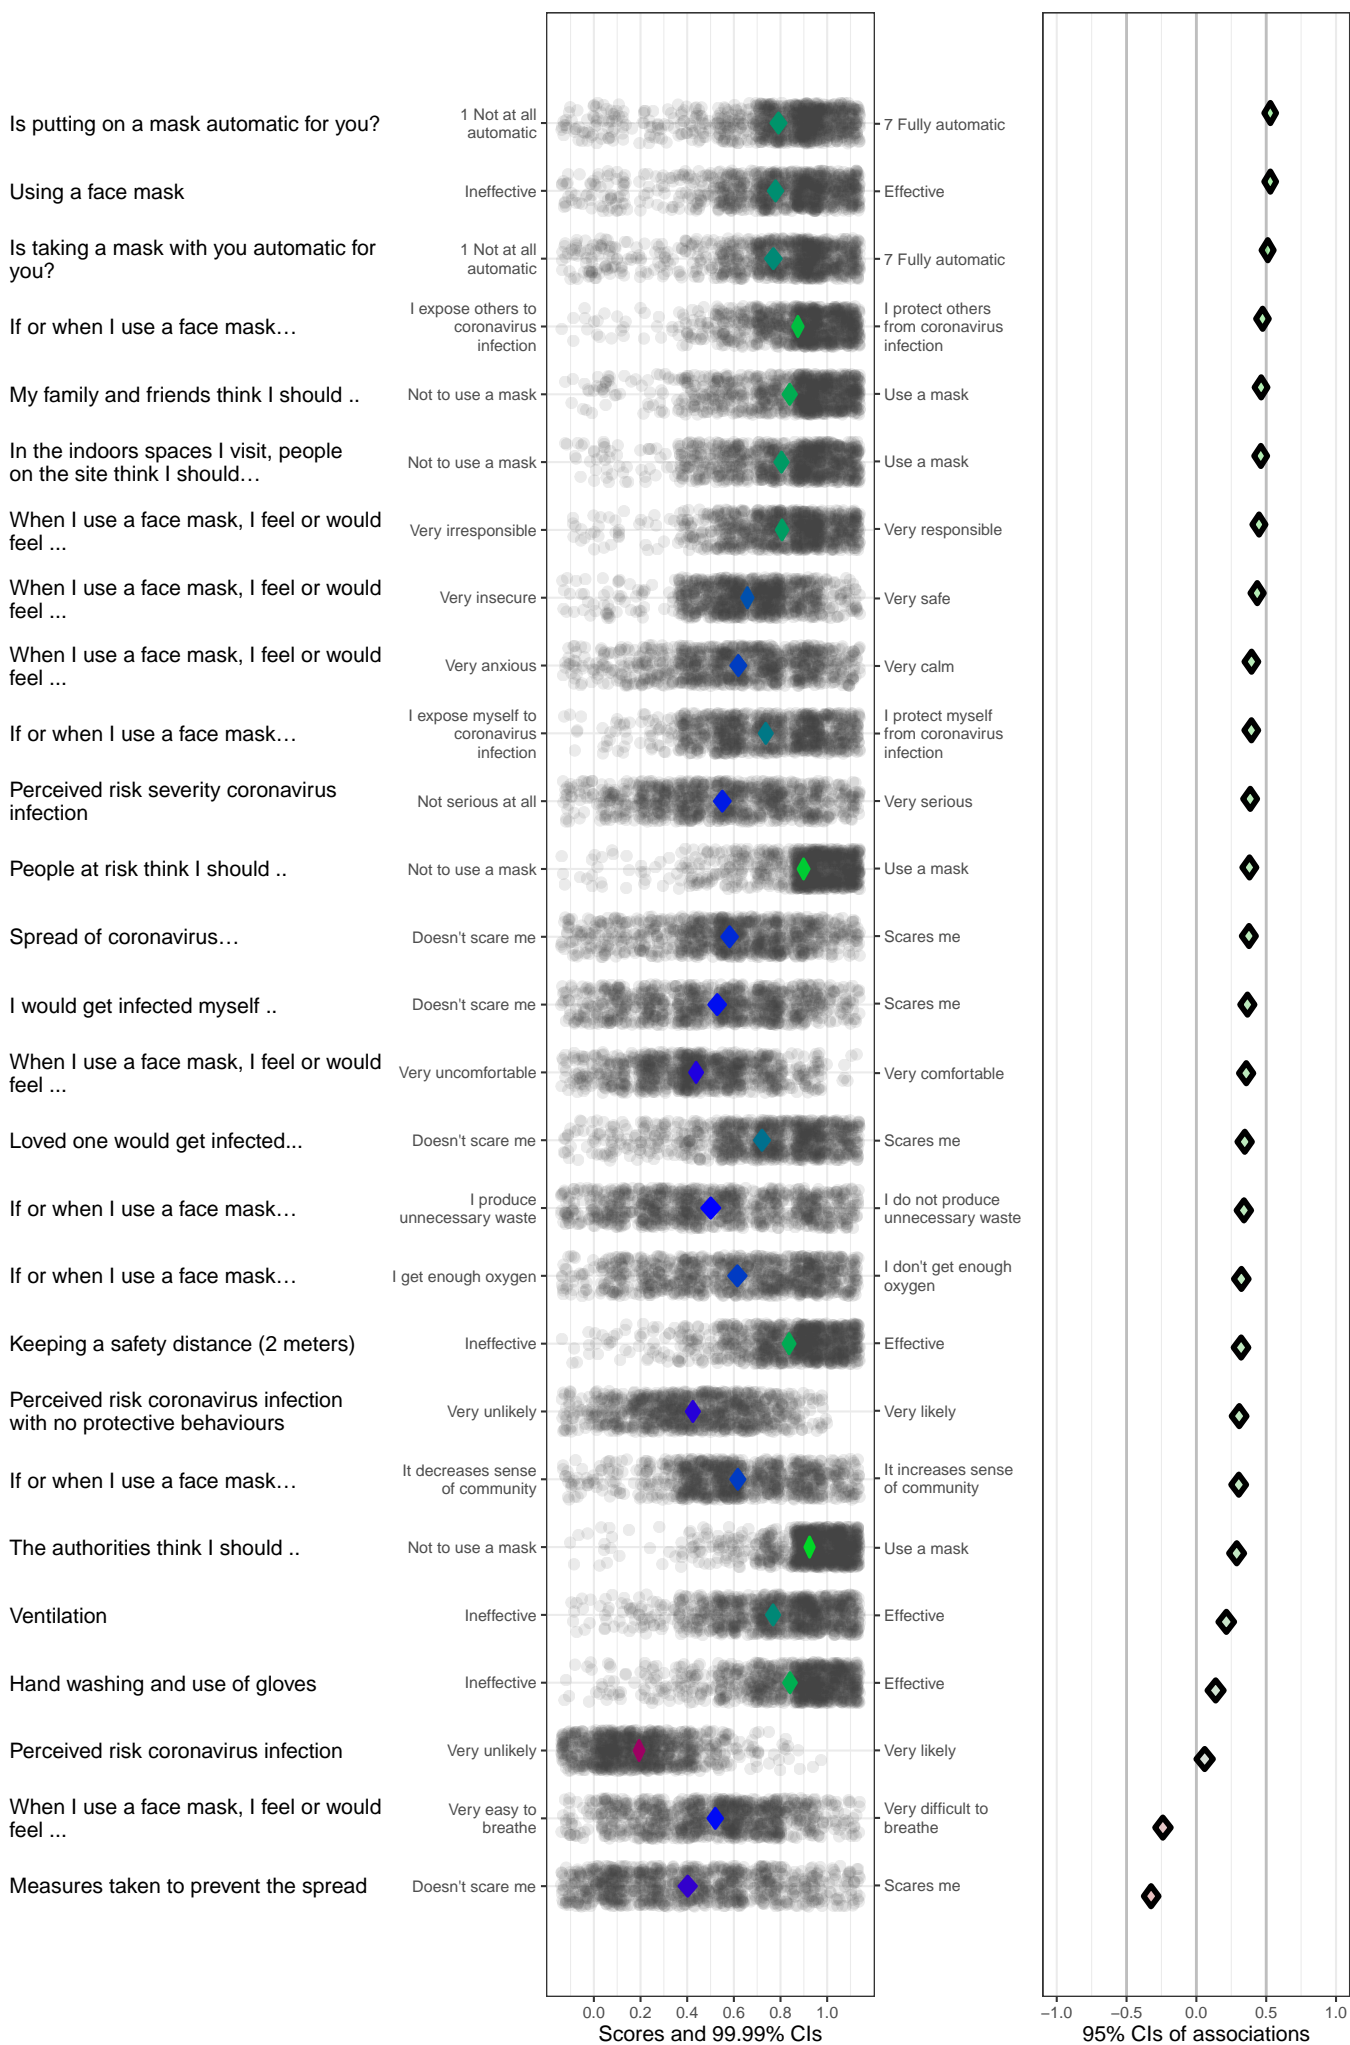 Is putting on a mask automatic for you?
1 Not at all
automatic
7 Fully automatic
Using a face mask
Ineffective
Effective
Is taking a mask with you automatic for
you?
1 Not at all
automatic
7 Fully automatic
If or when I use a face mask…
I expose others to
coronavirus
infection
I protect others
from coronavirus
infection
My family and friends think I should ..
Not to use a mask
Use a mask
In the indoors spaces I visit, people
on the site think I should…
Not to use a mask
Use a mask
When I use a face mask, I feel or would
feel ...
Very irresponsible
Very responsible
When I use a face mask, I feel or would
feel ...
Very insecure
Very safe
When I use a face mask, I feel or would
feel ...
Very anxious
Very calm
If or when I use a face mask…
I expose myself to
coronavirus
infection
I protect myself
from coronavirus
infection
Perceived risk severity coronavirus
infection
Not serious at all
Very serious
People at risk think I should ..
Not to use a mask
Use a mask
Spread of coronavirus…
Doesn't scare me
Scares me
I would get infected myself ..
Doesn't scare me
Scares me
When I use a face mask, I feel or would
feel ...
Very uncomfortable
Very comfortable
Loved one would get infected...
Doesn't scare me
Scares me
If or when I use a face mask…
I produce
unnecessary waste
I do not produce
unnecessary waste
If or when I use a face mask…
I get enough oxygen
I don't get enough
oxygen
Keeping a safety distance (2 meters)
Ineffective
Effective
Perceived risk coronavirus infection
with no protective behaviours
Very unlikely
Very likely
If or when I use a face mask…
It decreases sense
of community
It increases sense
of community
The authorities think I should ..
Not to use a mask
Use a mask
Ventilation
Ineffective
Effective
Hand washing and use of gloves
Ineffective
Effective
Perceived risk coronavirus infection
Very unlikely
Very likely
When I use a face mask, I feel or would
feel ...
Very easy to
breathe
Very difficult to
breathe
Measures taken to prevent the spread
Doesn't scare me
Scares me
0.0 0.2 0.4 0.6 0.8 1.0
Scores and 99.99% CIs
−1.0 −0.5 0.0 0.5 1.0
95% CIs of associations